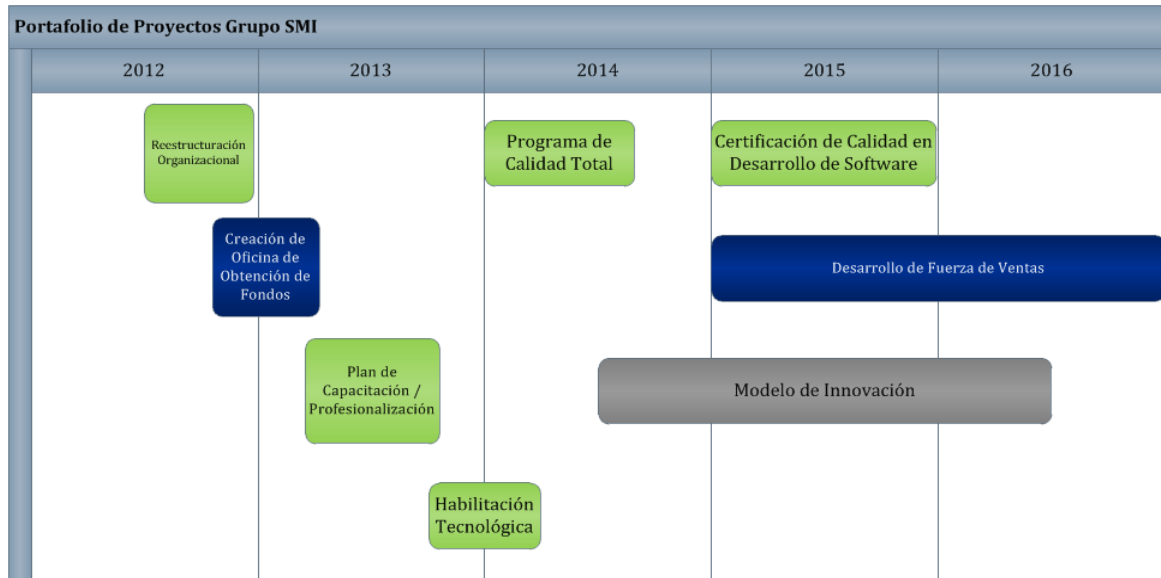 Portafolio de Proyectos Grupo SMI
2012
2013
2014
2015
2016
Reestructuración
Organizacional
Programa de
Calidad Total
Certificación de Calidad en
Desarrollo de Software
Creación de
Oficina de
Obtención de
Fondos
Desarrollo de Fuerza de Ventas
Plan de
Capacitación /
Profesionalización
Modelo de Innovación
Habilitación
Tecnológica